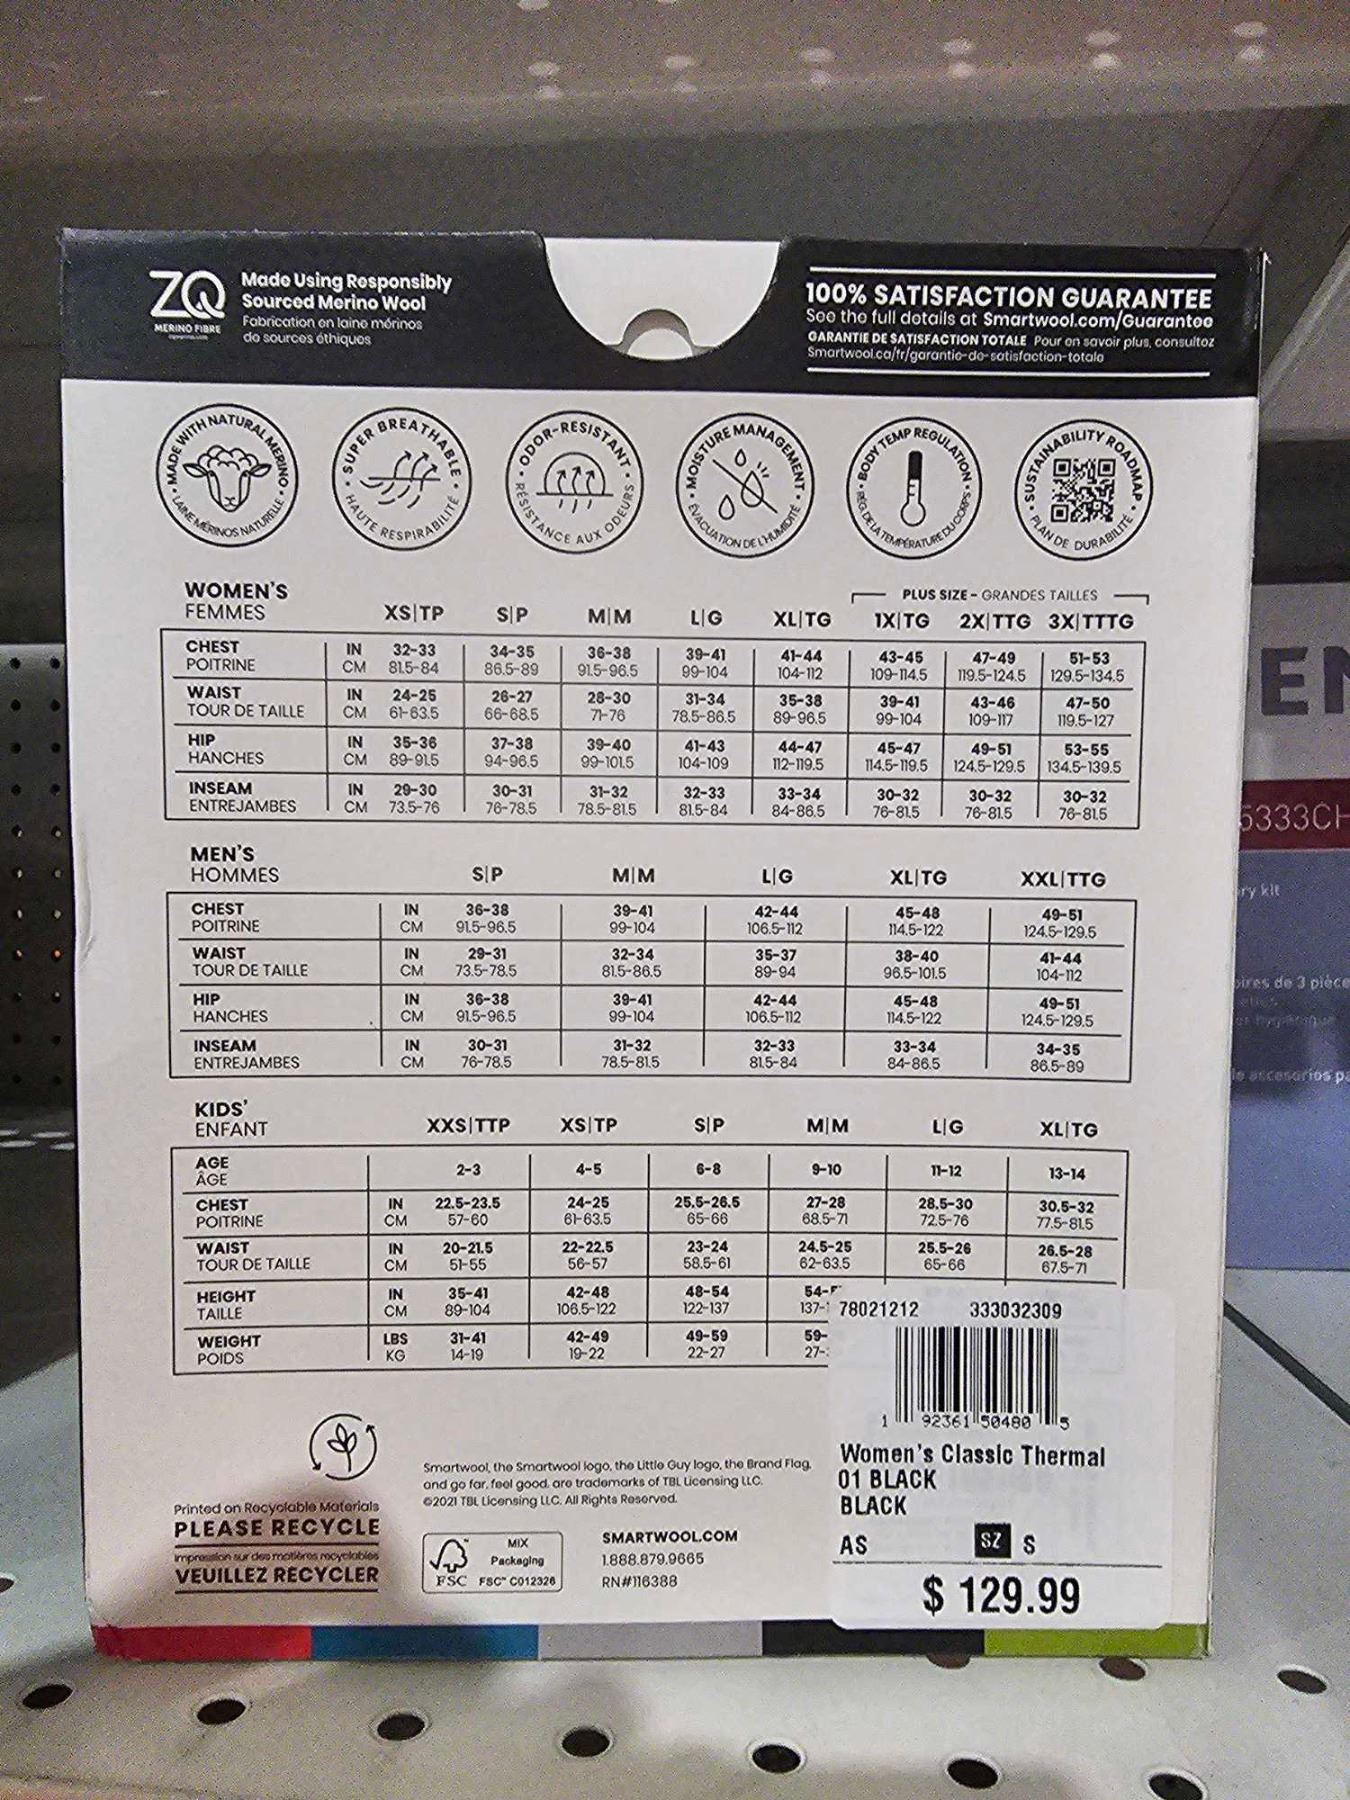 ZQ
MERINO FIBRE
Made Using Responsibly
Sourced Merino Wool
Fabrication en laine mérinos
de sources éthiques
100% SATISFACTION GUARANTEE
See the full details at Smartwool.com/Guarantee
GARANTIE DE SATISFACTION TOTALE Pour en savoir plus, consultez
Smartwool.ca/fr/garantie-de-satisfaction-totale
MADE WITH NATURAL MERINO • LAINE MÉRINOS NATURELLE •
SUPER BREATHABLE • HAUTE RESPIRABILITÉ •
ODOR-RESISTANT • RÉSISTANCE AUX ODEURS •
MOISTURE MANAGEMENT • ÉVACUATION DE L'HUMIDITÉ •
BODY TEMP REGULATION • RÉG. DE LA TEMPÉRATURE DU CORPS •
SUSTAINABILITY ROADMAP • PLAN DE DURABILITÉ •
WOMEN'S
FEMMES
PLUS SIZE - GRANDES TAILLES
XS|TP S|P M|M L|G XL|TG 1X|TG 2X|TTG 3X|TTTG
CHEST IN 32-33 34-35 36-38 39-41 41-44 43-45 47-49 51-53
POITRINE CM 81.5-84 86.5-89 91.5-96.5 99-104 104-112 109-114.5 119.5-124.5 129.5-134.5
WAIST IN 24-25 26-27 28-30 31-34 35-38 39-41 43-46 47-50
TOUR DE TAILLE CM 61-63.5 66-68.5 71-76 78.5-86.5 89-96.5 99-104 109-117 119.5-127
HIP IN 35-36 37-38 39-40 41-43 44-47 45-47 49-51 53-55
HANCHES CM 89-91.5 94-96.5 99-101.5 104-109 112-119.5 114.5-119.5 124.5-129.5 134.5-139.5
INSEAM IN 29-30 30-31 31-32 32-33 33-34 30-32 30-32 30-32
ENTREJAMBES CM 73.5-76 76-78.5 78.5-81.5 81.5-84 84-86.5 76-81.5 76-81.5 76-81.5
MEN'S
HOMMES
S|P M|M L|G XL|TG XXL|TTG
CHEST IN 36-38 39-41 42-44 45-48 49-51
POITRINE CM 91.5-96.5 99-104 106.5-112 114.5-122 124.5-129.5
WAIST IN 29-31 32-34 35-37 38-40 41-44
TOUR DE TAILLE CM 73.5-78.5 81.5-86.5 89-94 96.5-101.5 104-112
HIP IN 36-38 39-41 42-44 45-48 49-51
HANCHES CM 91.5-96.5 99-104 106.5-112 114.5-122 124.5-129.5
INSEAM IN 30-31 31-32 32-33 33-34 34-35
ENTREJAMBES CM 76-78.5 78.5-81.5 81.5-84 84-86.5 86.5-89
KIDS'
ENFANT
XXS|TTP XS|TP S|P M|M L|G XL|TG
AGE 2-3 4-5 6-8 9-10 11-12 13-14
ÂGE
CHEST IN 22.5-23.5 24-25 25.5-26.5 27-28 28.5-30 30.5-32
POITRINE CM 57-60 61-63.5 65-66 68.5-71 72.5-76 77.5-81.5
WAIST IN 20-21.5 22-22.5 23-24 24.5-25 25.5-26 26.5-28
TOUR DE TAILLE CM 51-55 56-57 58.5-61 62-63.5 65-66 67.5-71
HEIGHT IN 35-41 42-48 48-54 54-
TAILLE CM 89-104 106.5-122 122-137 137-
WEIGHT LBS 31-41 42-49 49-59 59-
POIDS KG 14-19 19-22 22-27 27-
78021212 333032309
1 92361 50480 5
Women's Classic Thermal
01 BLACK
BLACK
AS SZ S
$ 129.99
Printed on Recyclable Materials
PLEASE RECYCLE
Impression sur des matières recyclables
VEUILLEZ RECYCLER
Smartwool, the Smartwool logo, the Little Guy logo, the Brand Flag,
and go far. feel good. are trademarks of TBL Licensing LLC.
©2021 TBL Licensing LLC. All Rights Reserved.
FSC
MIX
Packaging
FSC™ C012326
SMARTWOOL.COM
1.888.879.9665
RN#116388
EN
5333CH
ry kit
ires de 3 pièce